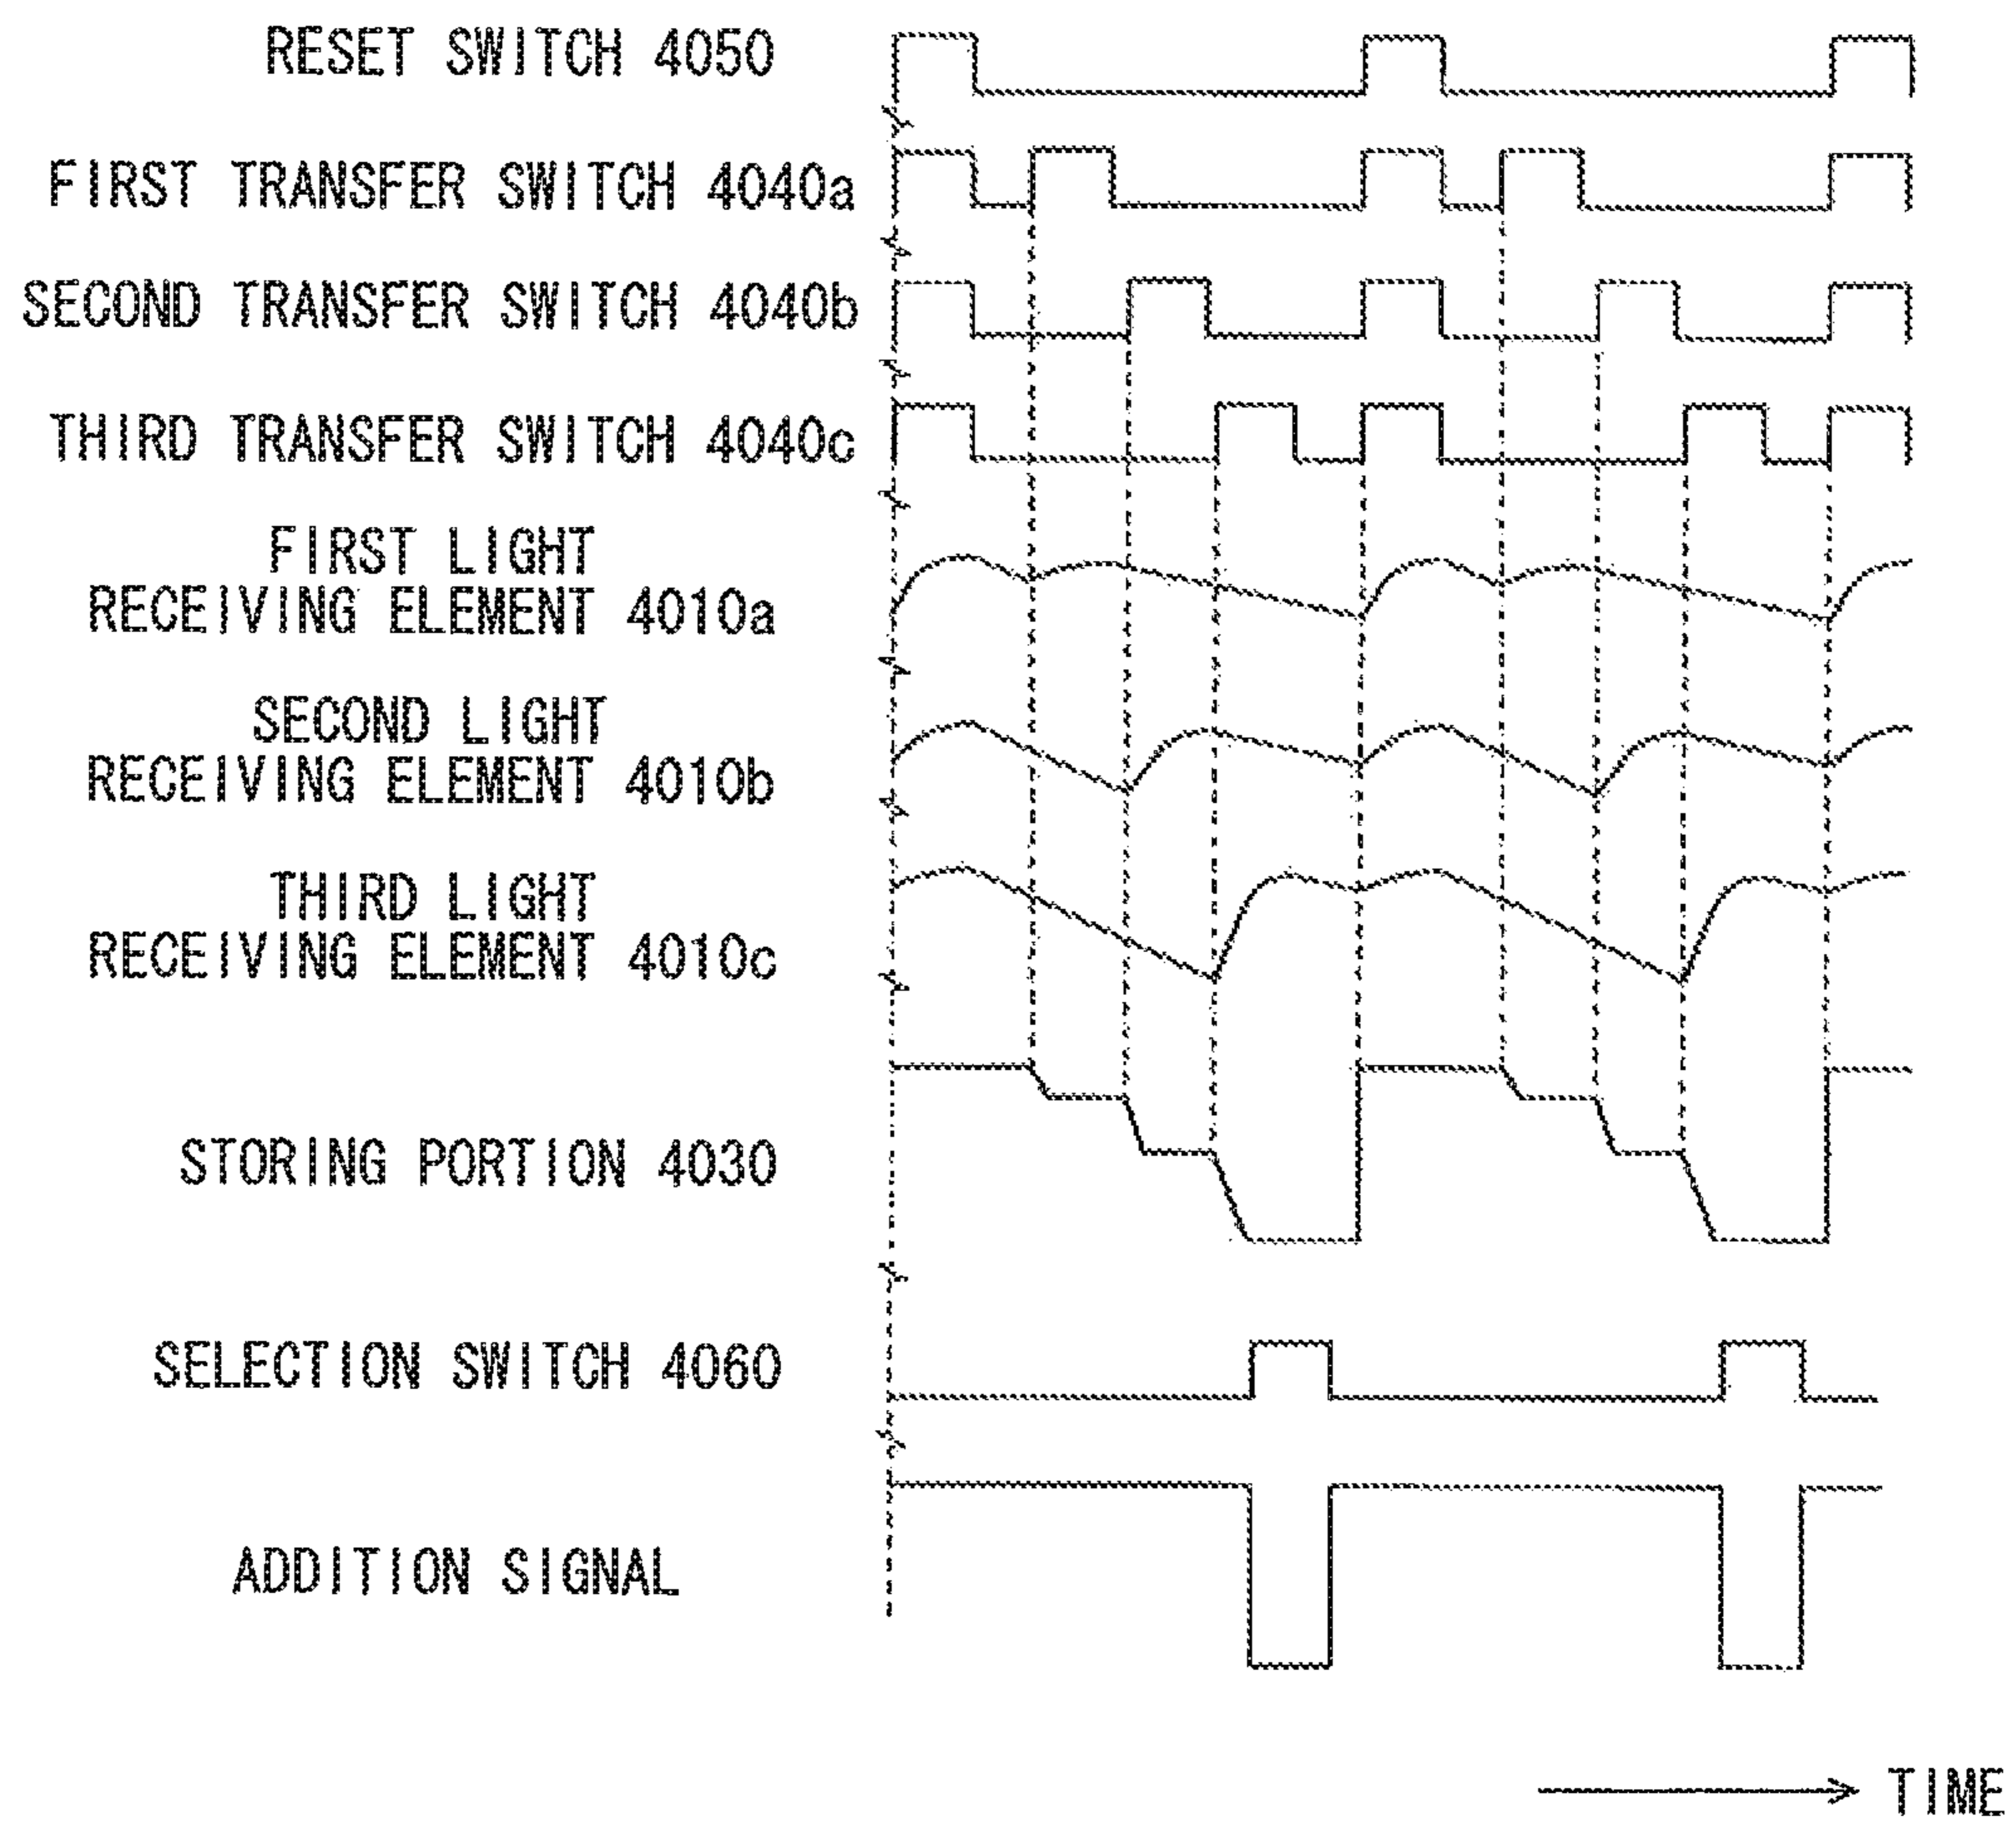 RESET SWITCH 4050
FIRST TRANSFER SWITCH 4040a
SECOND TRANSFER SWITCH 4040b
THIRD TRANSFER SWITCH 4040c
FIRST LIGHT
RECEIVING ELEMENT 4010a
SECOND LIGHT
RECEIVING ELEMENT 4010b
THIRD LIGHT
RECEIVING ELEMENT 4010c
STORING PORTION 4030
SELECTION SWITCH 4060
ADDITION SIGNAL
TIME